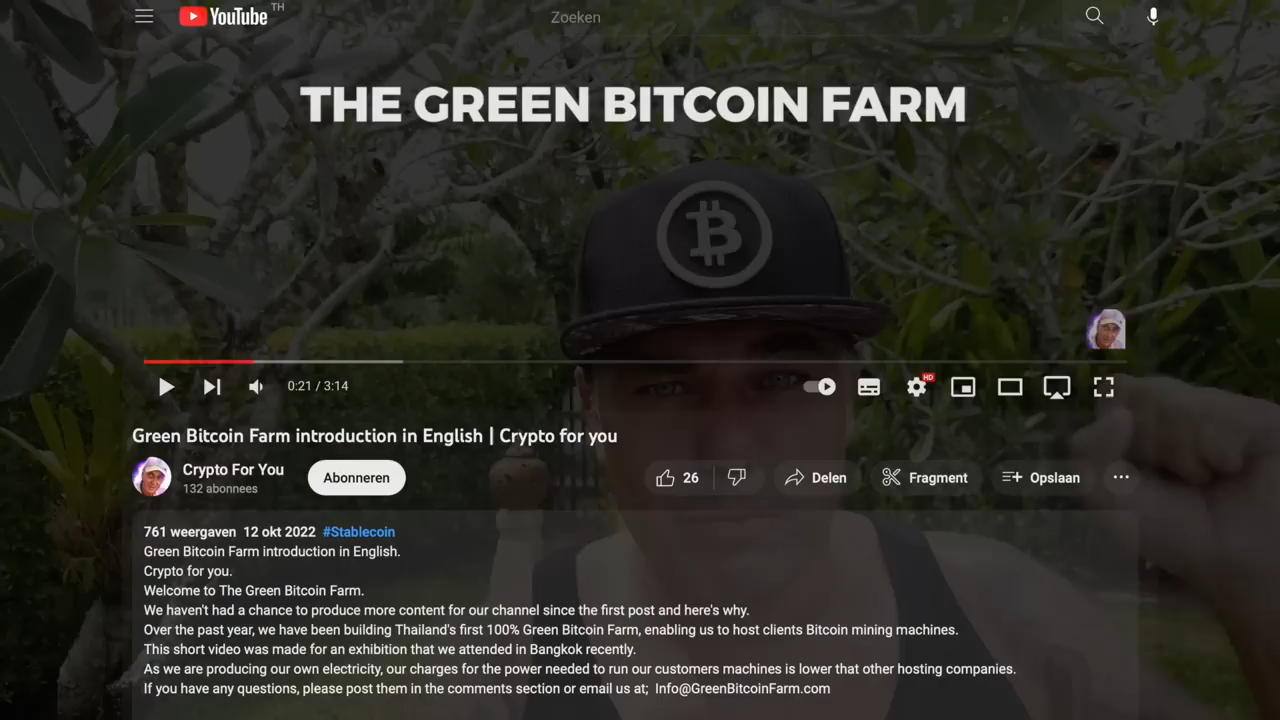 TH
YouTube
Zoeken
THE GREEN BITCOIN FARM
0:21 / 3:14
HD
Green Bitcoin Farm introduction in English | Crypto for you
Crypto For You
132 abonnees
Abonneren
26
Delen
Fragment
Opslaan
761 weergaven 12 okt 2022 #Stablecoin
Green Bitcoin Farm introduction in English.
Crypto for you.
Welcome to The Green Bitcoin Farm.
We haven't had a chance to produce more content for our channel since the first post and here's why.
Over the past year, we have been building Thailand's first 100% Green Bitcoin Farm, enabling us to host clients Bitcoin mining machines.
This short video was made for an exhibition that we attended in Bangkok recently.
As we are producing our own electricity, our charges for the power needed to run our customers machines is lower that other hosting companies.
If you have any questions, please post them in the comments section or email us at; Info@GreenBitcoinFarm.com